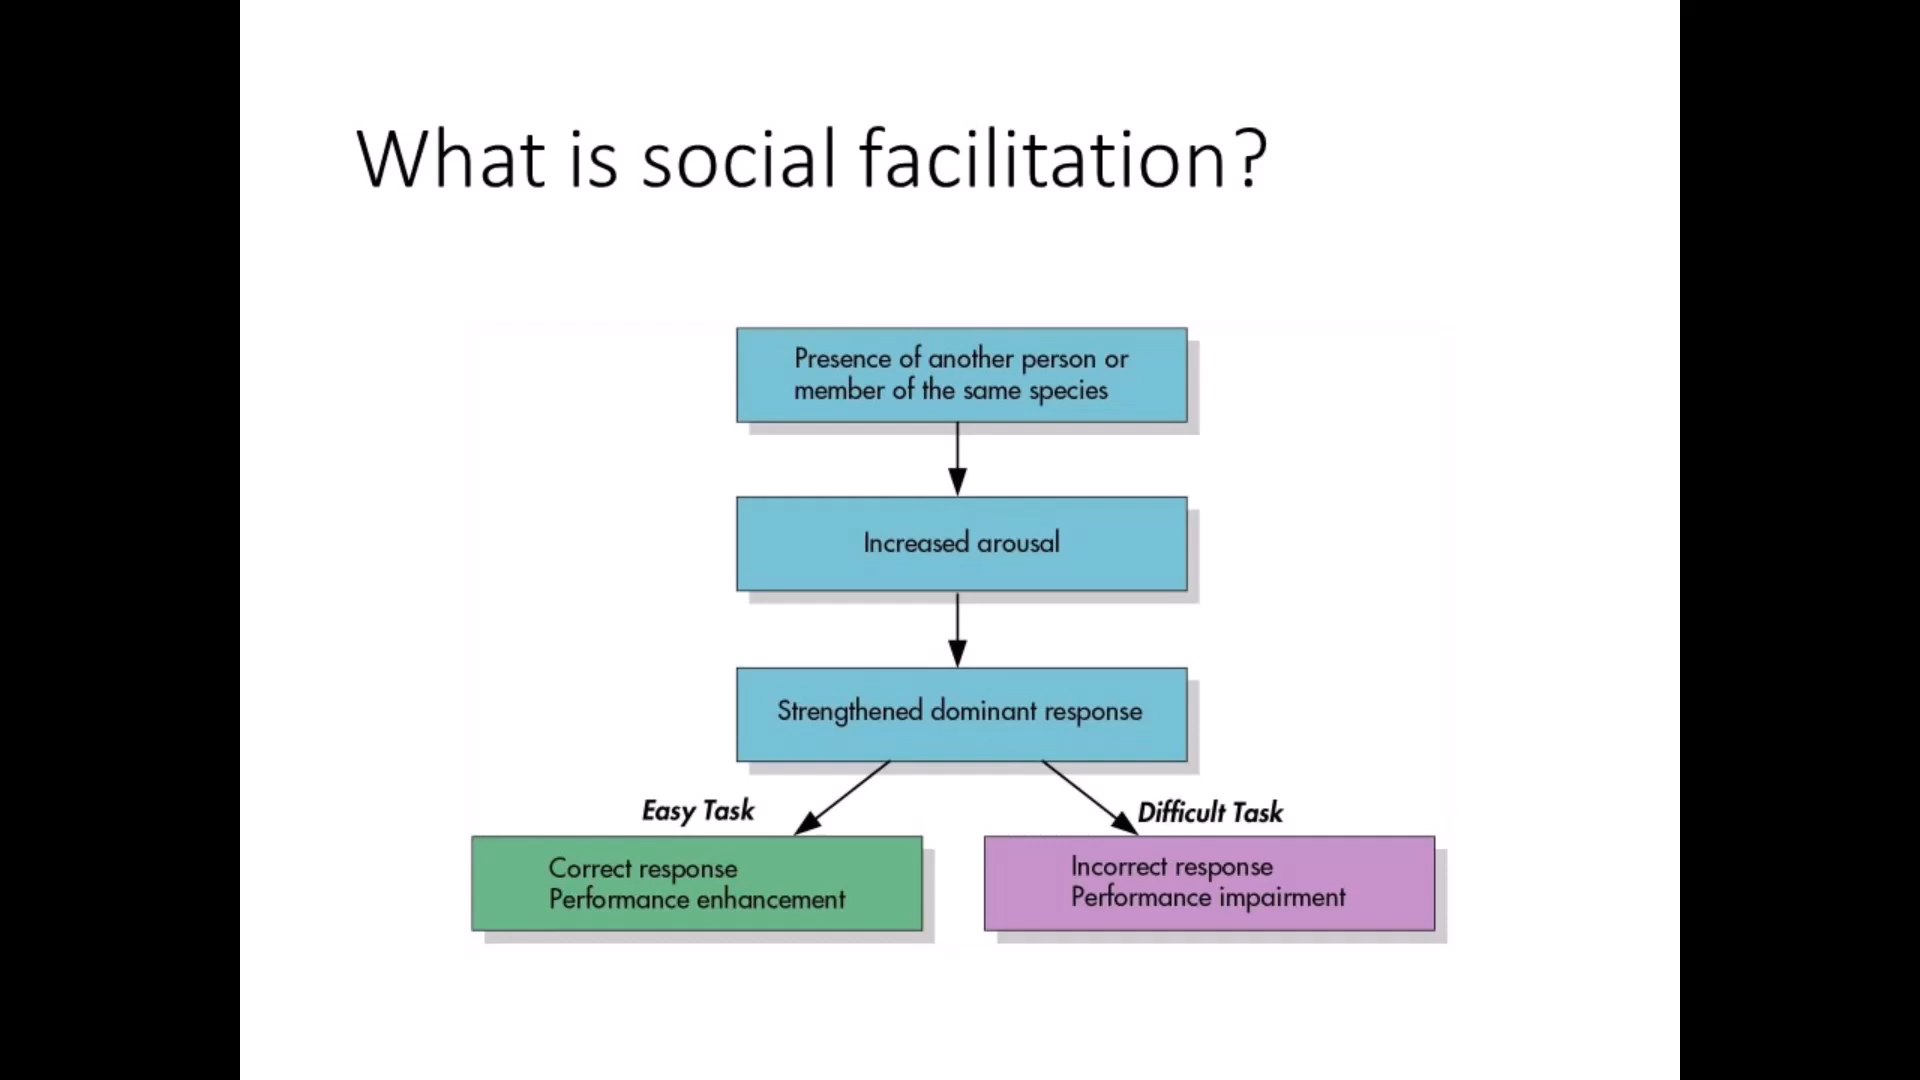 What is social facilitation?
Presence of another person or
member of the same species
Increased arousal
Strengthened dominant response
Easy Task
Difficult Task
Correct response
Performance enhancement
Incorrect response
Performance impairment